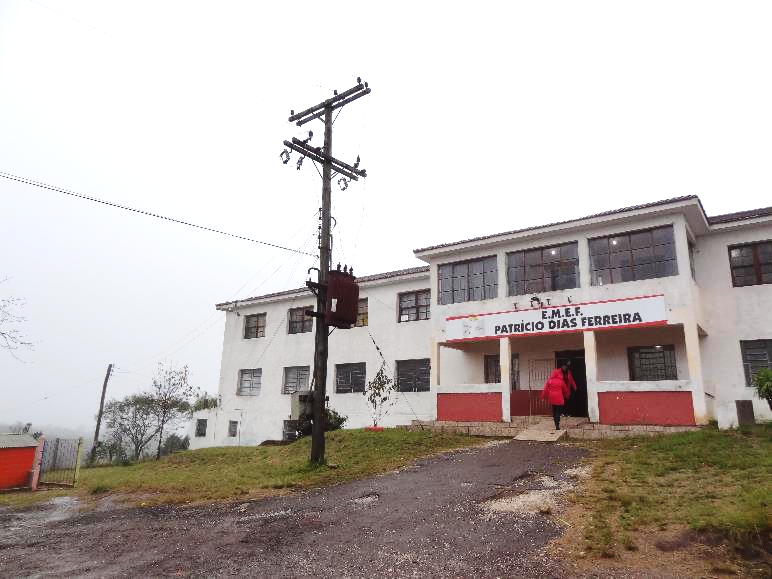 E.M.E.F.
PATRÍCIO DIAS FERREIRA